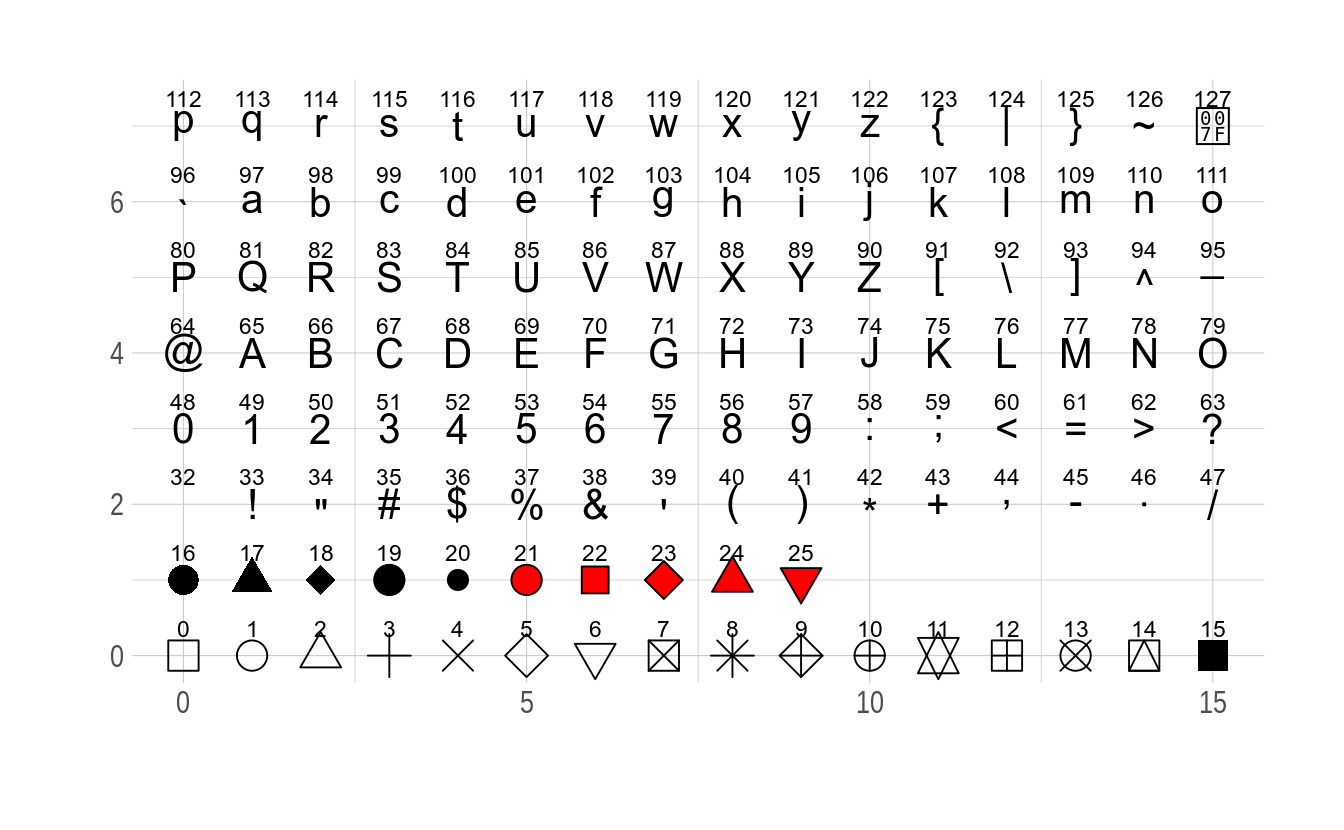 112 113 114 115 116 117 118 119 120 121 122 123 124 125 126 127
p q r s t u v w x y z { | } ~ 007F
96 97 98 99 100 101 102 103 104 105 106 107 108 109 110 111
6 ` a b c d e f g h i j k l m n o
80 81 82 83 84 85 86 87 88 89 90 91 92 93 94 95
P Q R S T U V W X Y Z [ \ ] ^ _
64 65 66 67 68 69 70 71 72 73 74 75 76 77 78 79
4 @ A B C D E F G H I J K L M N O
48 49 50 51 52 53 54 55 56 57 58 59 60 61 62 63
0 1 2 3 4 5 6 7 8 9 : ; < = > ?
32 33 34 35 36 37 38 39 40 41 42 43 44 45 46 47
2 ! " # $ % & ' ( ) * + , - . /
16 17 18 19 20 21 22 23 24 25
0 1 2 3 4 5 6 7 8 9 10 11 12 13 14 15
0
0 5 10 15